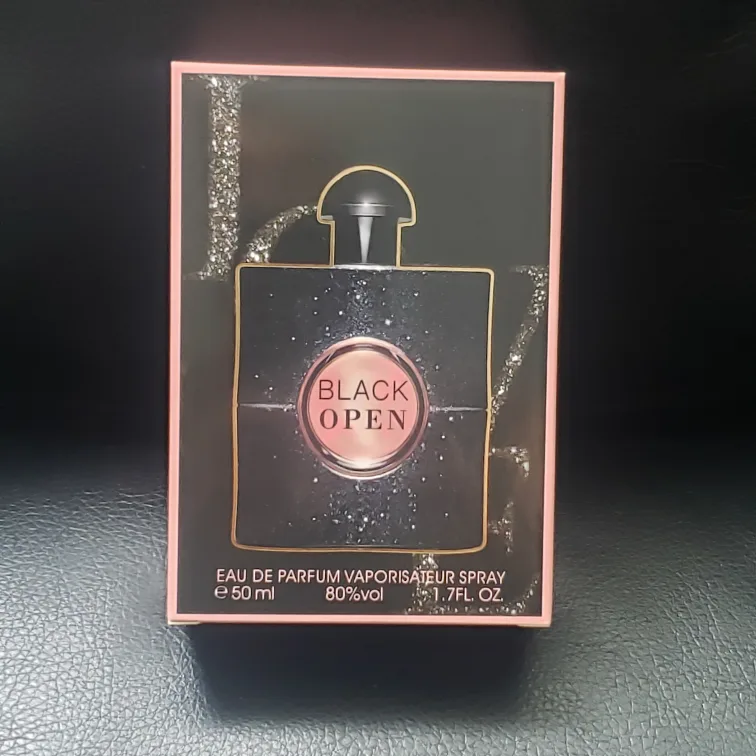 BLACK
OPEN
EAU DE PARFUM VAPORISATEUR SPRAY
℮ 50 ml 80%vol 1.7FL. OZ.